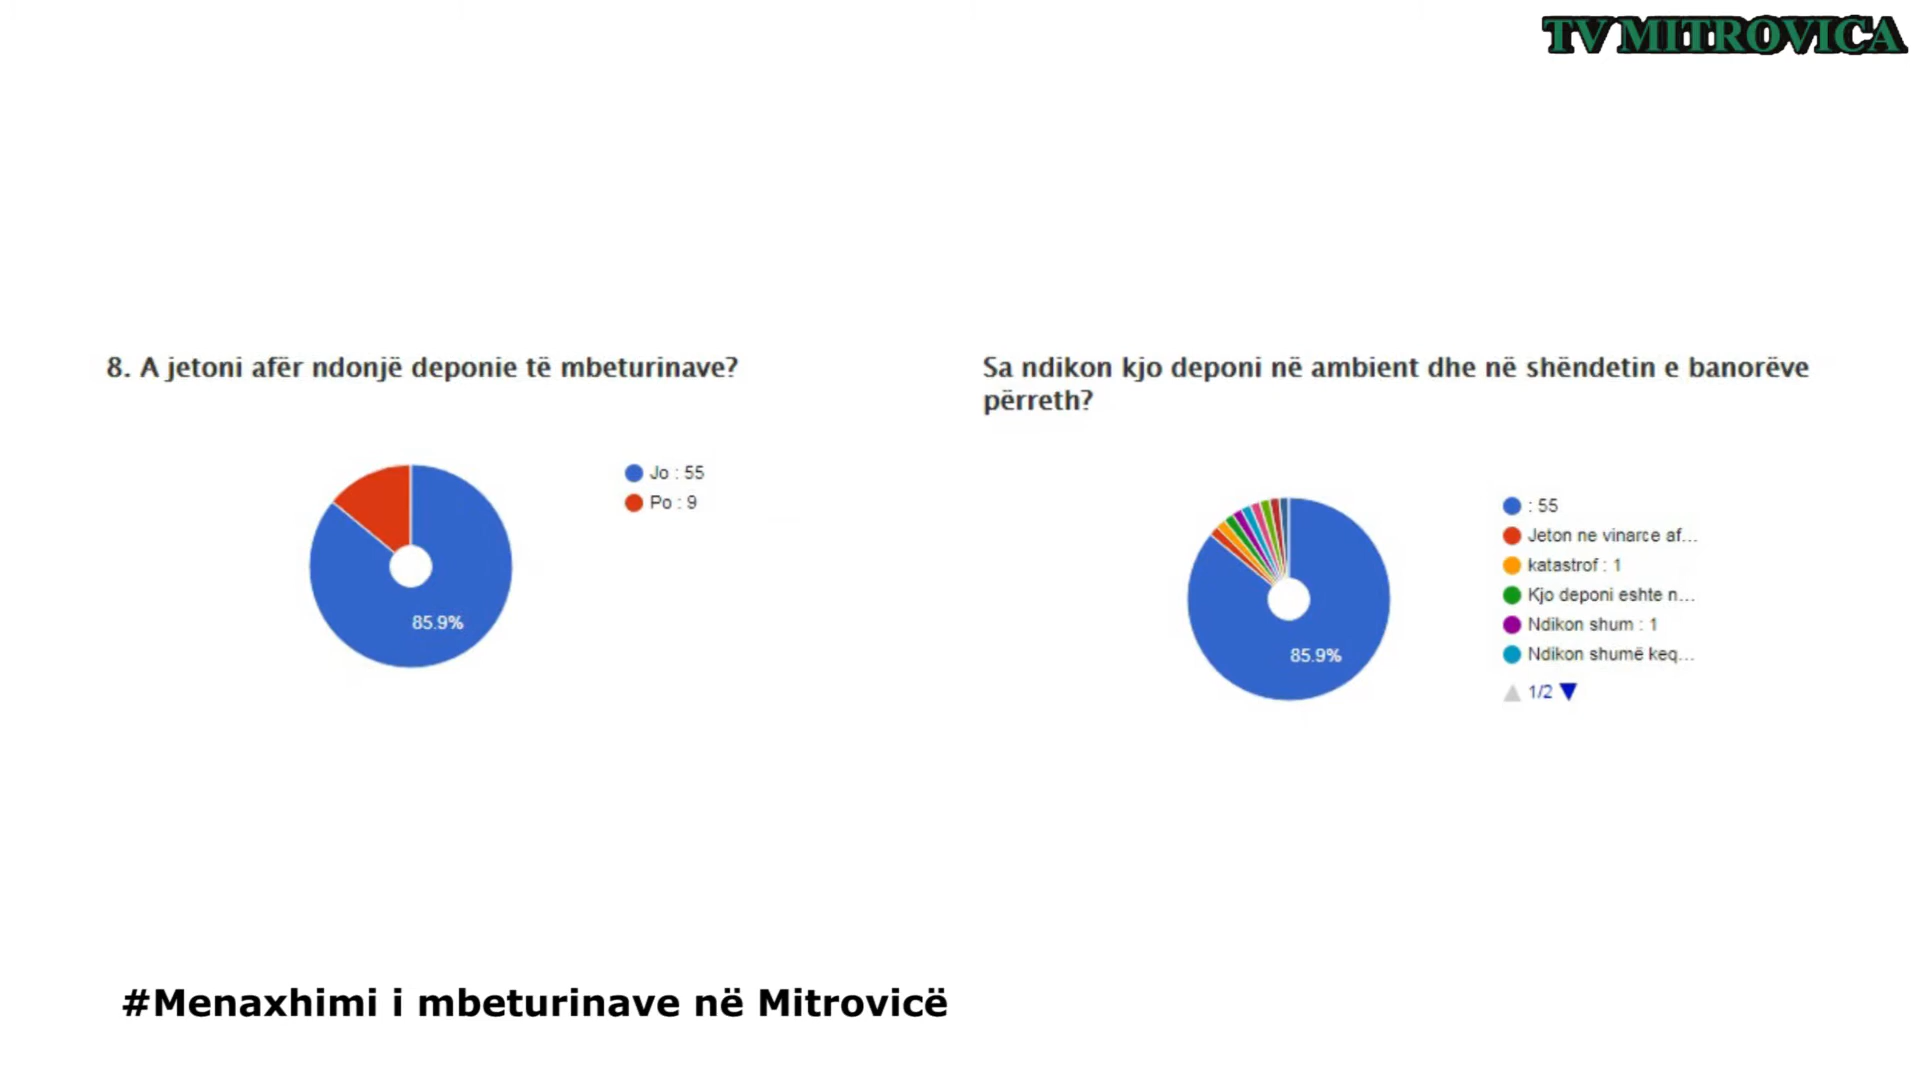 TV MITROVICA
8. A jetoni afër ndonjë deponie të mbeturinave?
Jo : 55
Po : 9
85.9%
Sa ndikon kjo deponi në ambient dhe në shëndetin e banorëve
përreth?
: 55
Jeton ne vinarce af...
katastrof : 1
Kjo deponi eshte n...
Ndikon shum : 1
Ndikon shumë keq...
1/2
85.9%
#Menaxhimi i mbeturinave në Mitrovicë